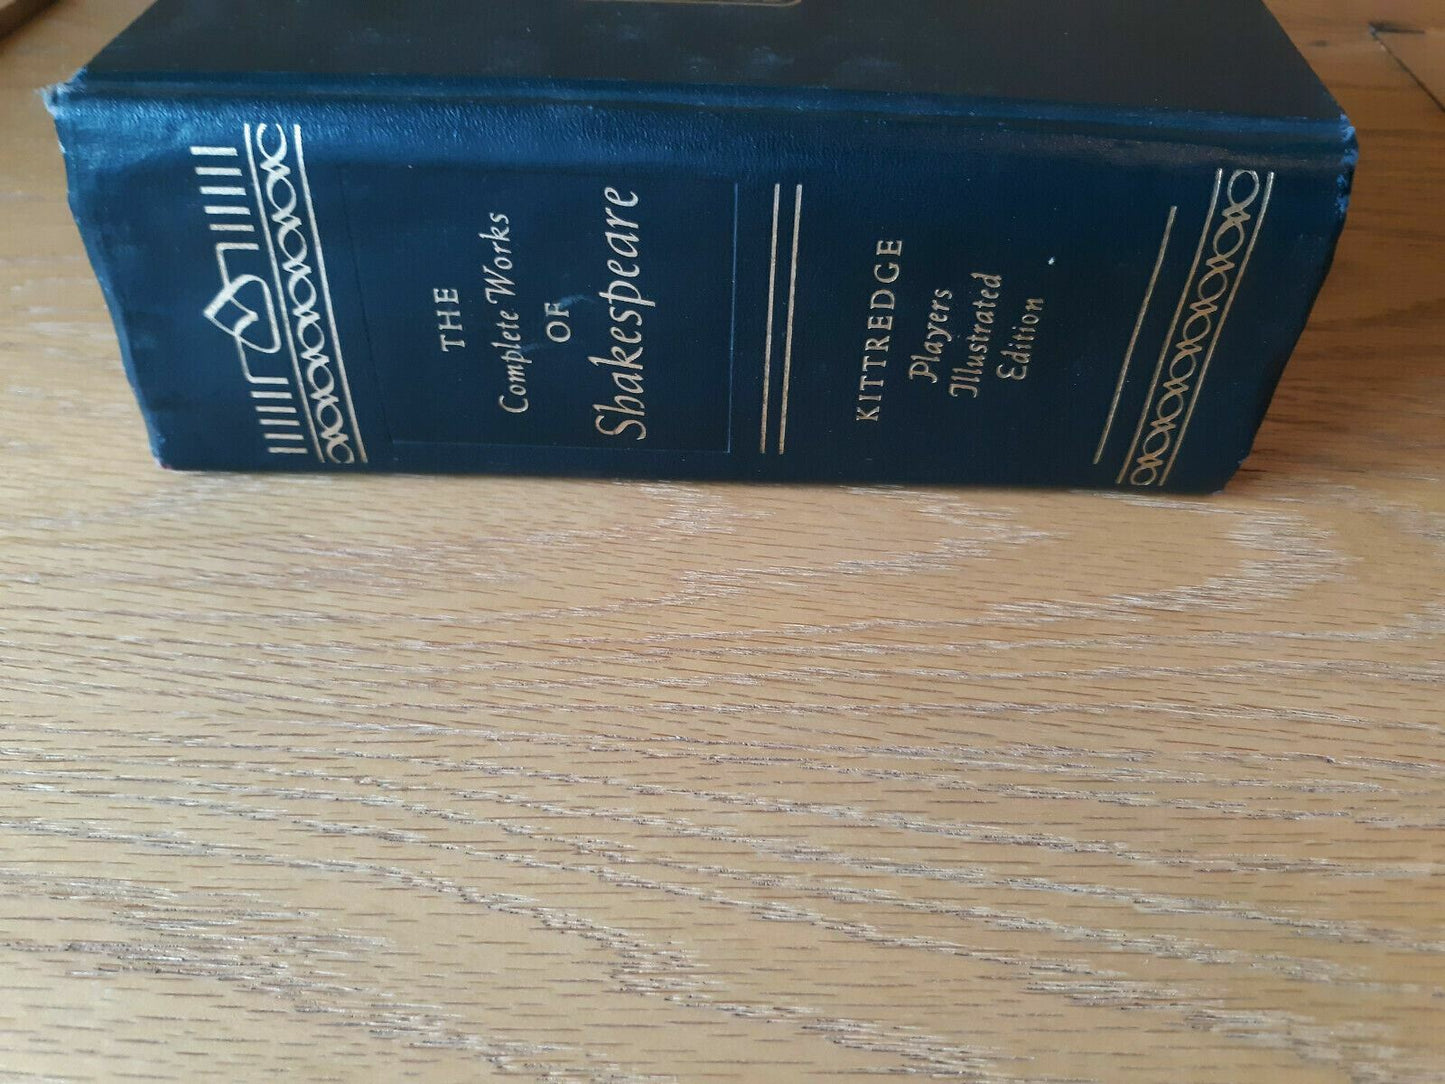 THE
Complete Works
OF
Shakespeare
KITTREDGE
Players
Illustrated
Edition